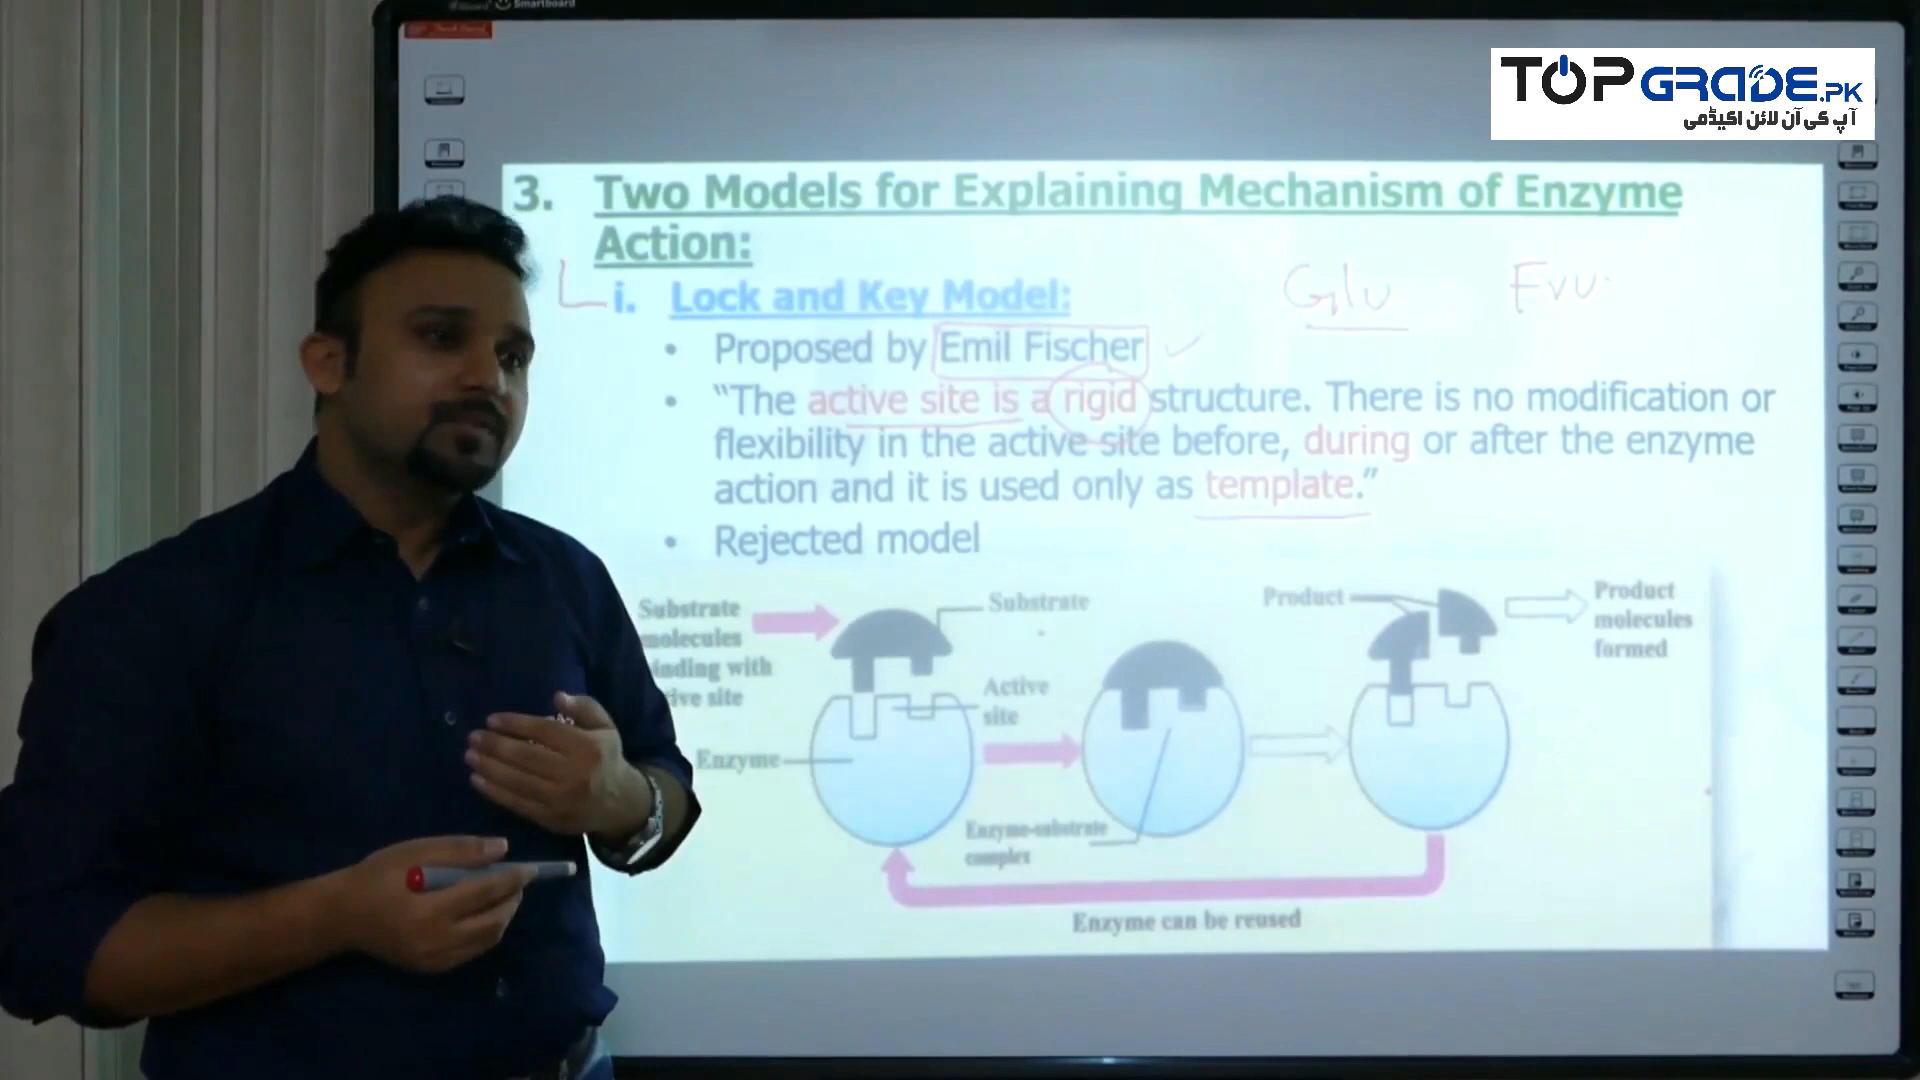 Smartboard
TOPGRADE.PK
آپ کی آن لائن اکیڈمی
3. Two Models for Explaining Mechanism of Enzyme
Action:
i. Lock and Key Model:
Glu Fru
• Proposed by Emil Fischer
• “The active site is a rigid structure. There is no modification or
flexibility in the active site before, during or after the enzyme
action and it is used only as template.”
• Rejected model
Substrate
molecules
inding with
ive site
Substrate
Active
site
Enzyme
Enzyme-substrate
complex
Product
Product
molecules
formed
Enzyme can be reused